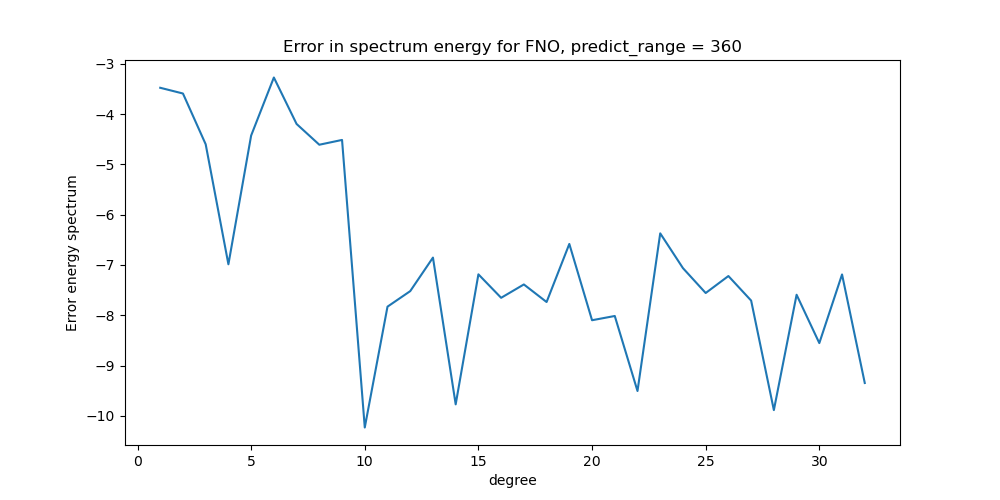 Error in spectrum energy for FNO, predict_range = 360
Error energy spectrum
−3
−4
−5
−6
−7
−8
−9
−10
0 5 10 15 20 25 30
degree